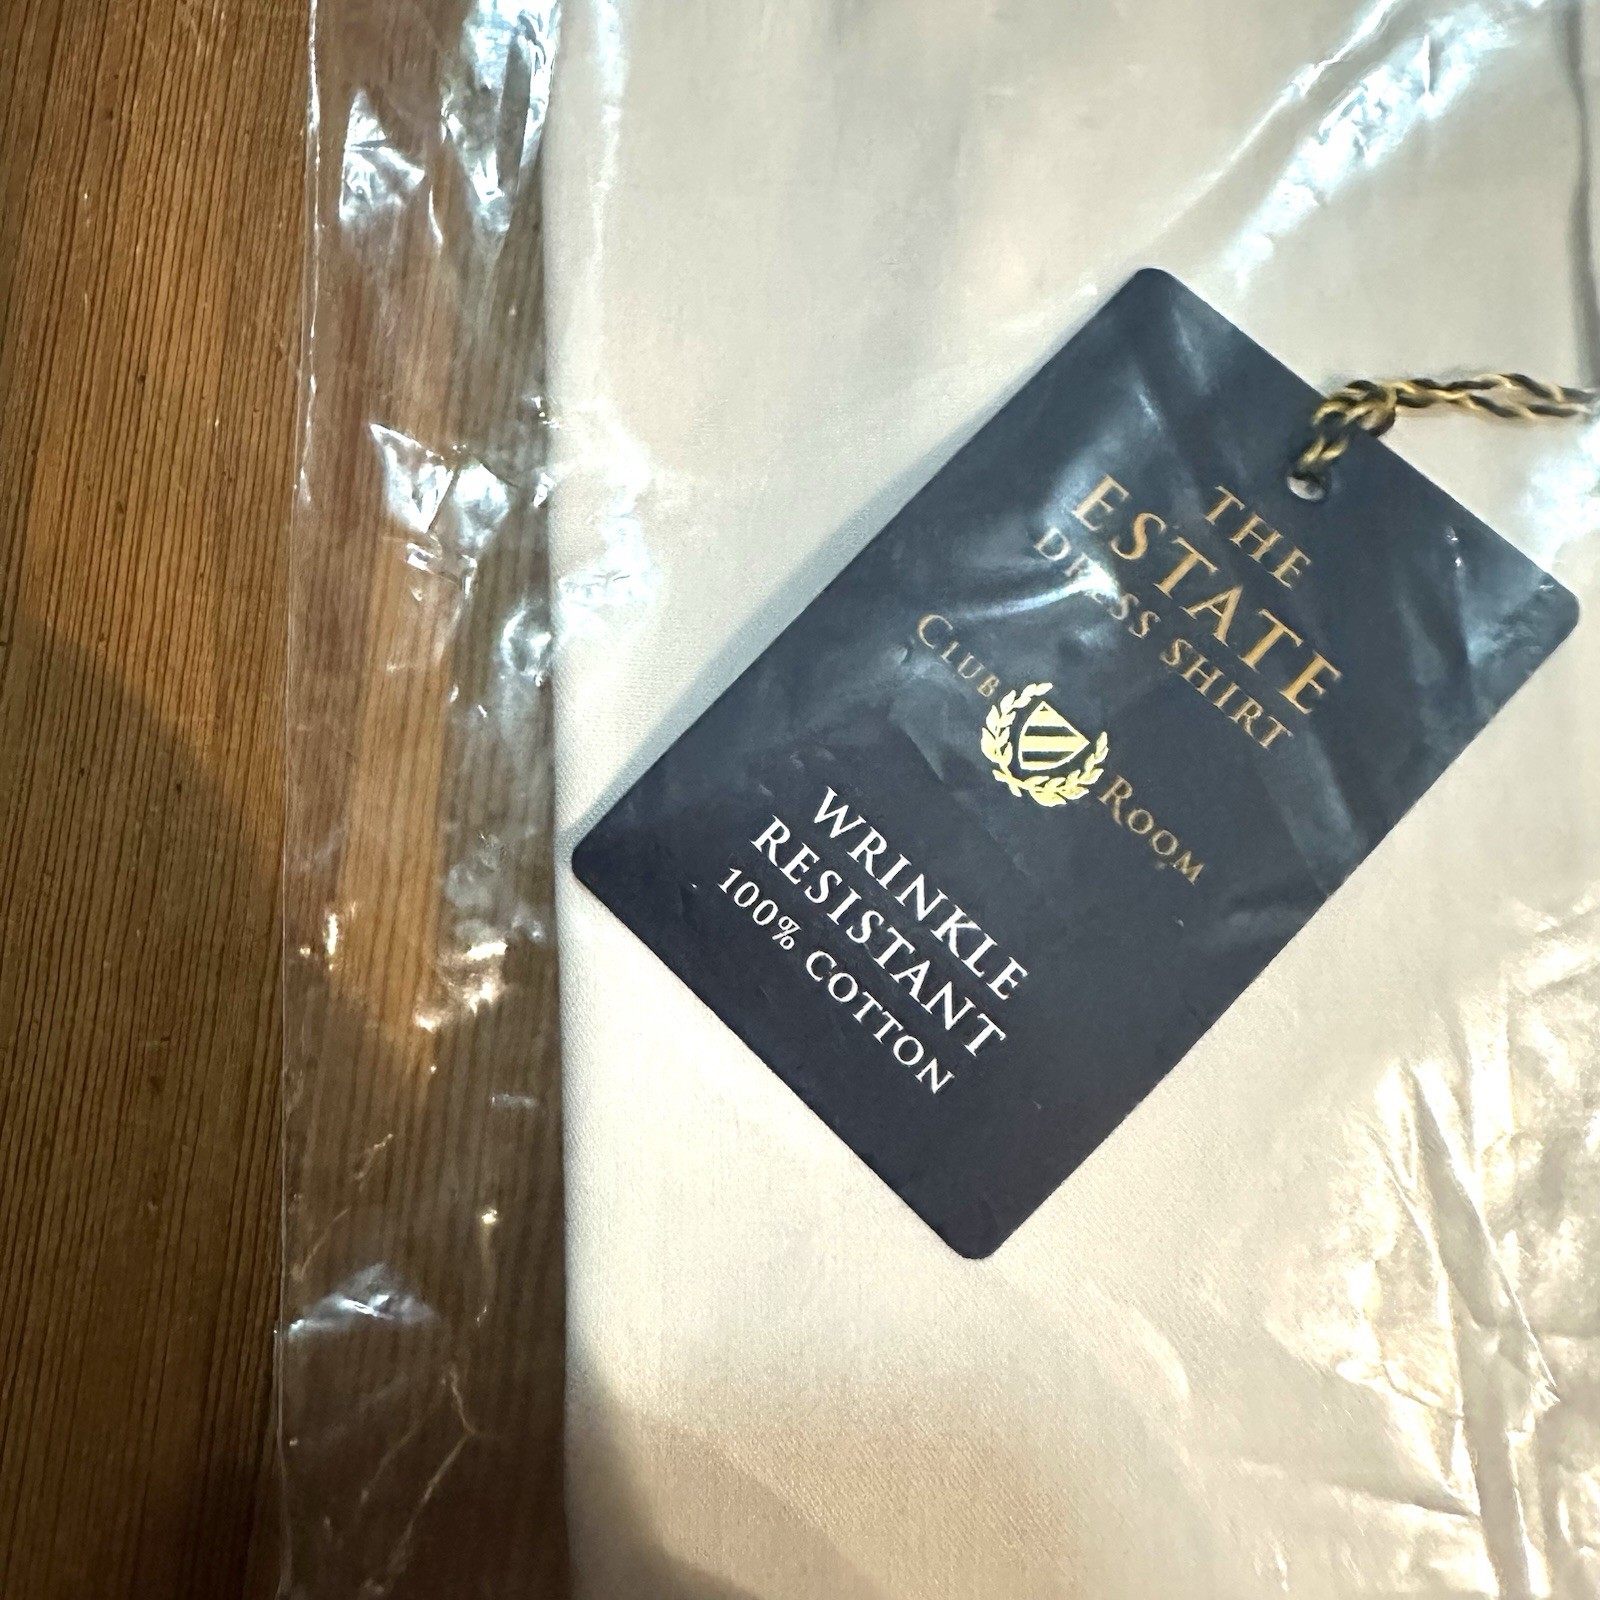 THE
ESTATE
DRESS SHIRT
CLUB ROOM
WRINKLE
RESISTANT
100% COTTON